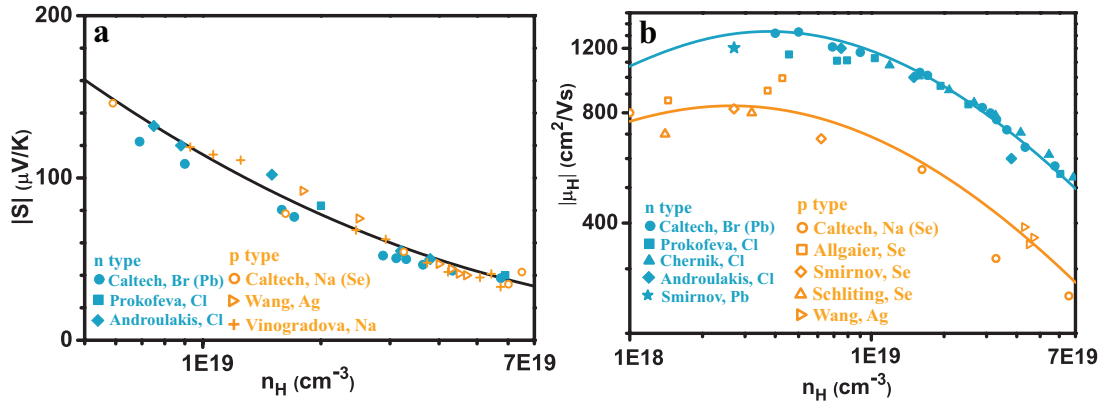 a
|S| (μV/K)
200
100
0
1E19
7E19
n_H (cm⁻³)
n type
Caltech, Br (Pb)
Prokofeva, Cl
Androulakis, Cl
p type
Caltech, Na (Se)
Wang, Ag
Vinogradova, Na
b
|μ_H| (cm²/Vs)
1200
800
400
1E18
1E19
7E19
n_H (cm⁻³)
n type
Caltech, Br (Pb)
Prokofeva, Cl
Chernik, Cl
Androulakis, Cl
Smirnov, Pb
p type
Caltech, Na (Se)
Allgaier, Se
Smirnov, Se
Schliting, Se
Wang, Ag